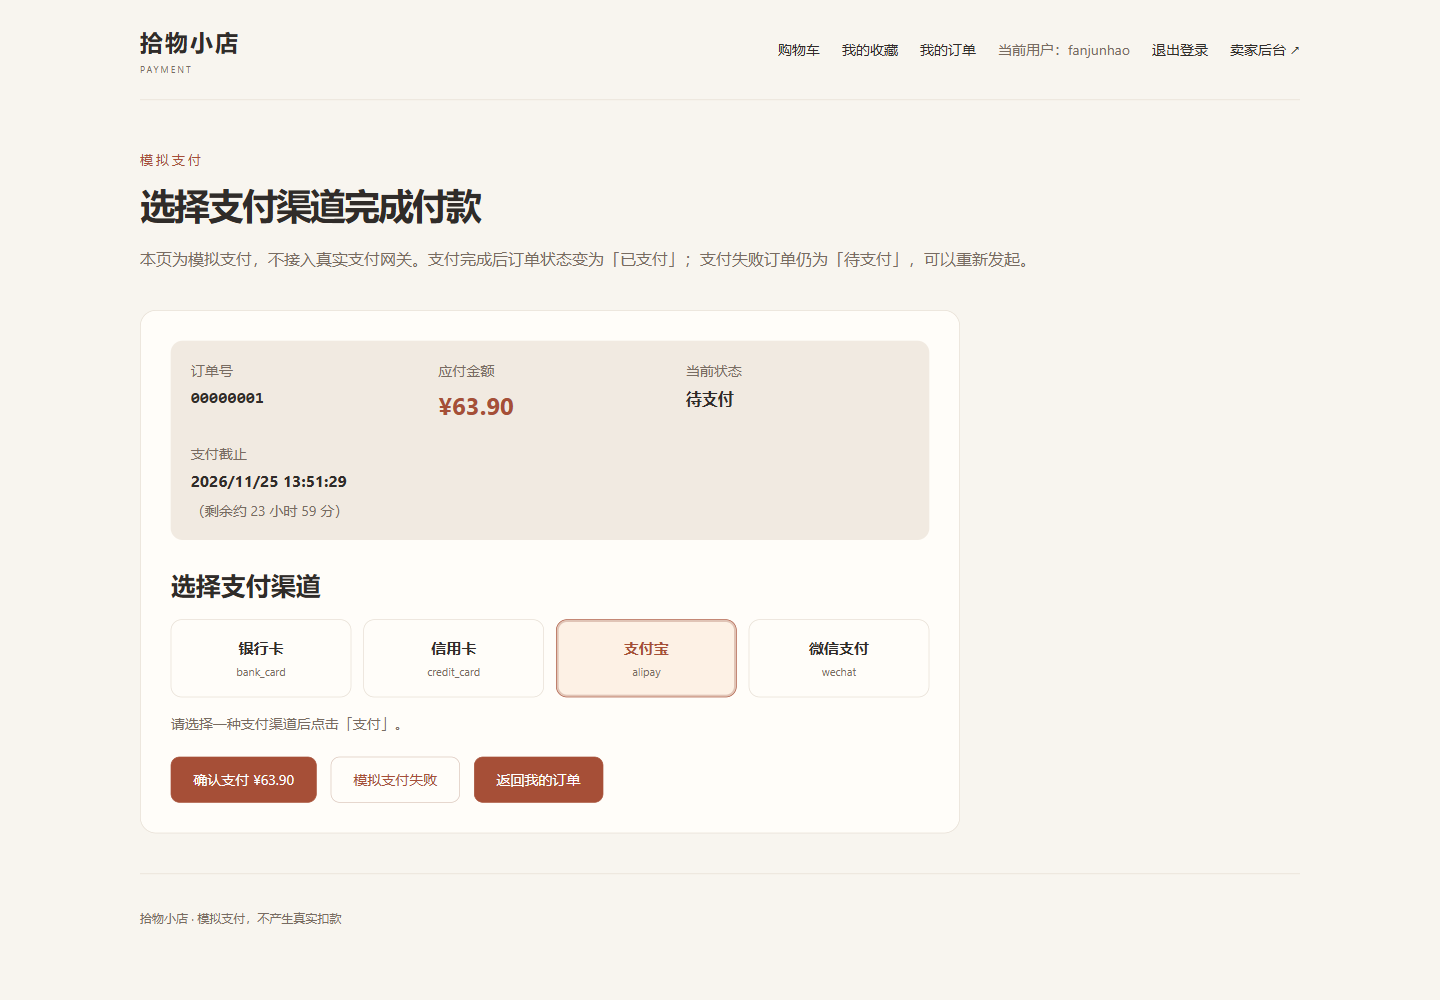 拾物小店
PAYMENT
购物车 我的收藏 我的订单 当前用户：fanjunhao 退出登录 卖家后台 ↗
模拟支付
选择支付渠道完成付款
本页为模拟支付，不接入真实支付网关。支付完成后订单状态变为「已支付」；支付失败订单仍为「待支付」，可以重新发起。
订单号 应付金额 当前状态
00000001 ¥63.90 待支付
支付截止
2026/11/25 13:51:29
（剩余约 23 小时 59 分）
选择支付渠道
银行卡 信用卡 支付宝 微信支付
bank_card credit_card alipay wechat
请选择一种支付渠道后点击「支付」。
确认支付 ¥63.90 模拟支付失败 返回我的订单
拾物小店 · 模拟支付，不产生真实扣款